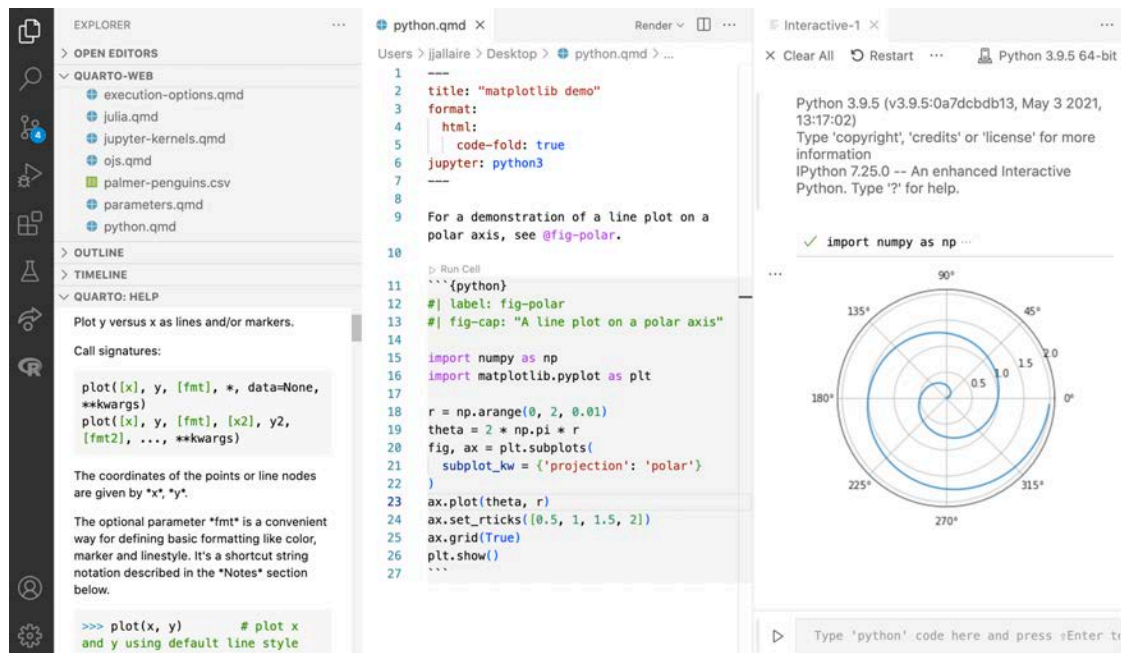 EXPLORER
OPEN EDITORS
QUARTO-WEB
execution-options.qmd
julia.qmd
jupyter-kernels.qmd
ojs.qmd
palmer-penguins.csv
parameters.qmd
python.qmd
OUTLINE
TIMELINE
QUARTO: HELP
Plot y versus x as lines and/or markers.
Call signatures:
plot([x], y, [fmt], *, data=None,
**kwargs)
plot([x], y, [fmt], [x2], y2,
[fmt2], ..., **kwargs)
The coordinates of the points or line nodes
are given by *x*, *y*.
The optional parameter *fmt* is a convenient
way for defining basic formatting like color,
marker and linestyle. It's a shortcut string
notation described in the *Notes* section
below.
>>> plot(x, y)        # plot x
and y using default line style
4
python.qmd
Render
Users > jjallaire > Desktop > python.qmd > ...
1 ---
2 title: "matplotlib demo"
3 format:
4   html:
5     code-fold: true
6 jupyter: python3
7 ---
8
9 For a demonstration of a line plot on a
polar axis, see @fig-polar.
10
Run Cell
11 ```{python}
12 #| label: fig-polar
13 #| fig-cap: "A line plot on a polar axis"
14
15 import numpy as np
16 import matplotlib.pyplot as plt
17
18 r = np.arange(0, 2, 0.01)
19 theta = 2 * np.pi * r
20 fig, ax = plt.subplots(
21   subplot_kw = {'projection': 'polar'}
22 )
23 ax.plot(theta, r)
24 ax.set_rticks([0.5, 1, 1.5, 2])
25 ax.grid(True)
26 plt.show()
27 ```
Interactive-1
Clear All Restart ... Python 3.9.5 64-bit
Python 3.9.5 (v3.9.5:0a7dcbdb13, May 3 2021,
13:17:02)
Type 'copyright', 'credits' or 'license' for more
information
IPython 7.25.0 -- An enhanced Interactive
Python. Type '?' for help.
import numpy as np ...
90°
135° 45°
2.0
1.5
1.0
0.5
180° 0°
225° 315°
270°
Type 'python' code here and press ⇧Enter